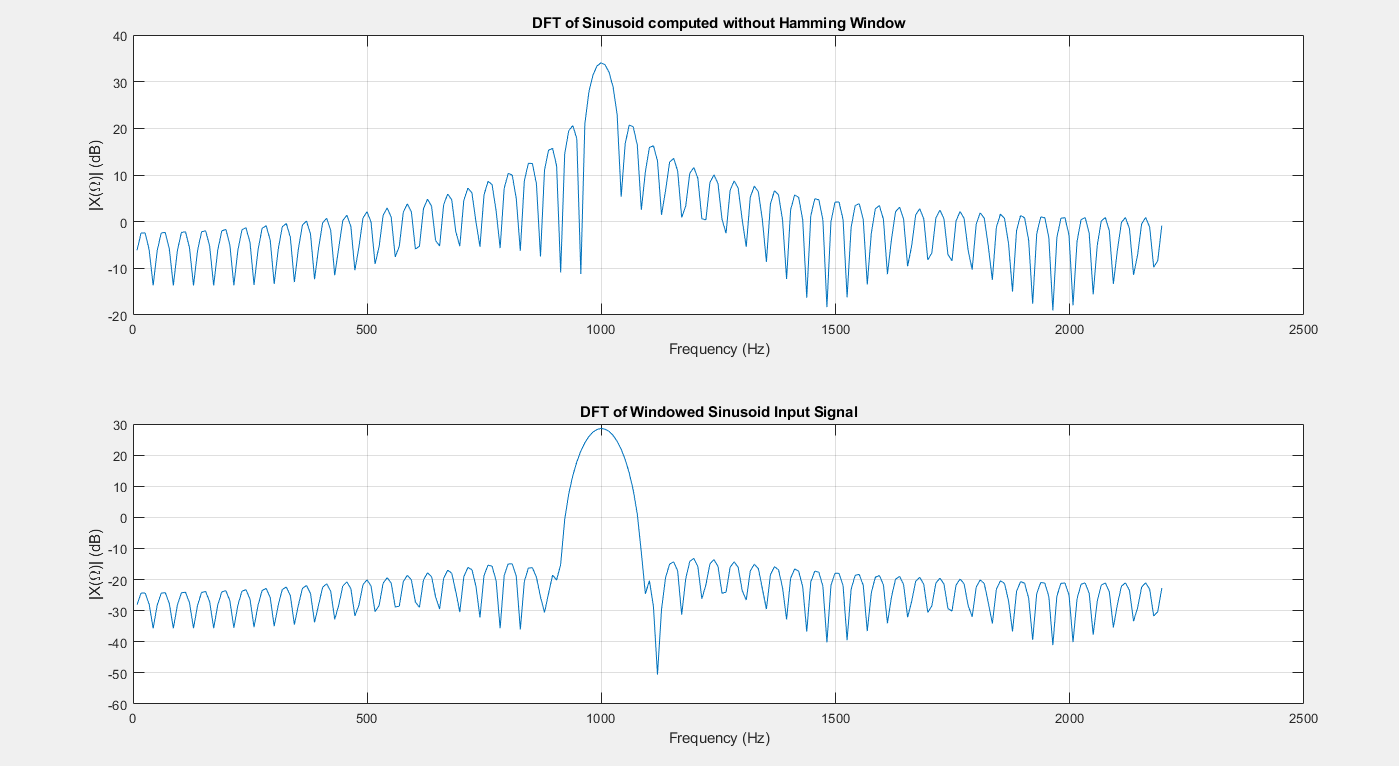 DFT of Sinusoid computed without Hamming Window
40
30
20
10
0
-10
-20
|X(Ω)| (dB)
0 500 1000 1500 2000 2500
Frequency (Hz)
DFT of Windowed Sinusoid Input Signal
30
20
10
0
-10
-20
-30
-40
-50
-60
|X(Ω)| (dB)
0 500 1000 1500 2000 2500
Frequency (Hz)